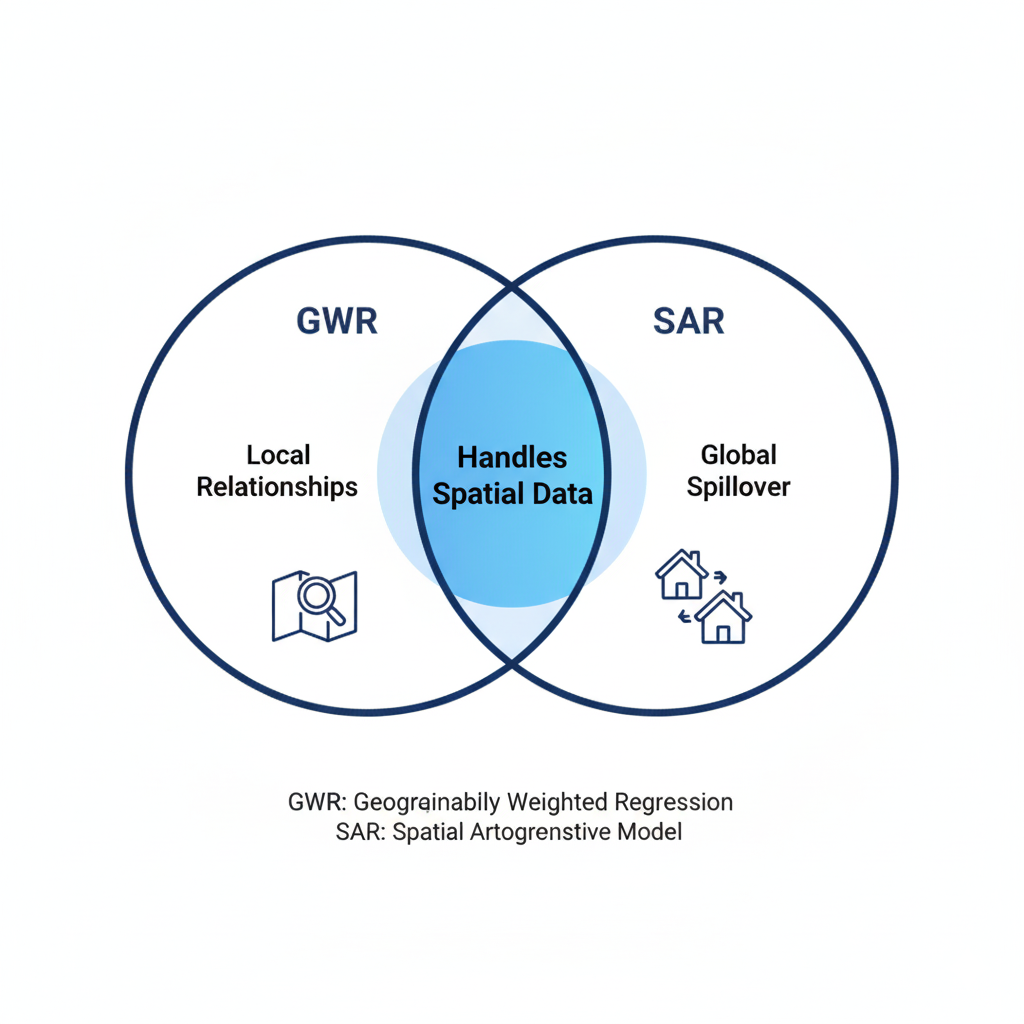 GWR
SAR
Local
Relationships
Handles
Spatial Data
Global
Spillover
GWR: Geograinabily Weighted Regression
SAR: Spatial Artogrenstive Model